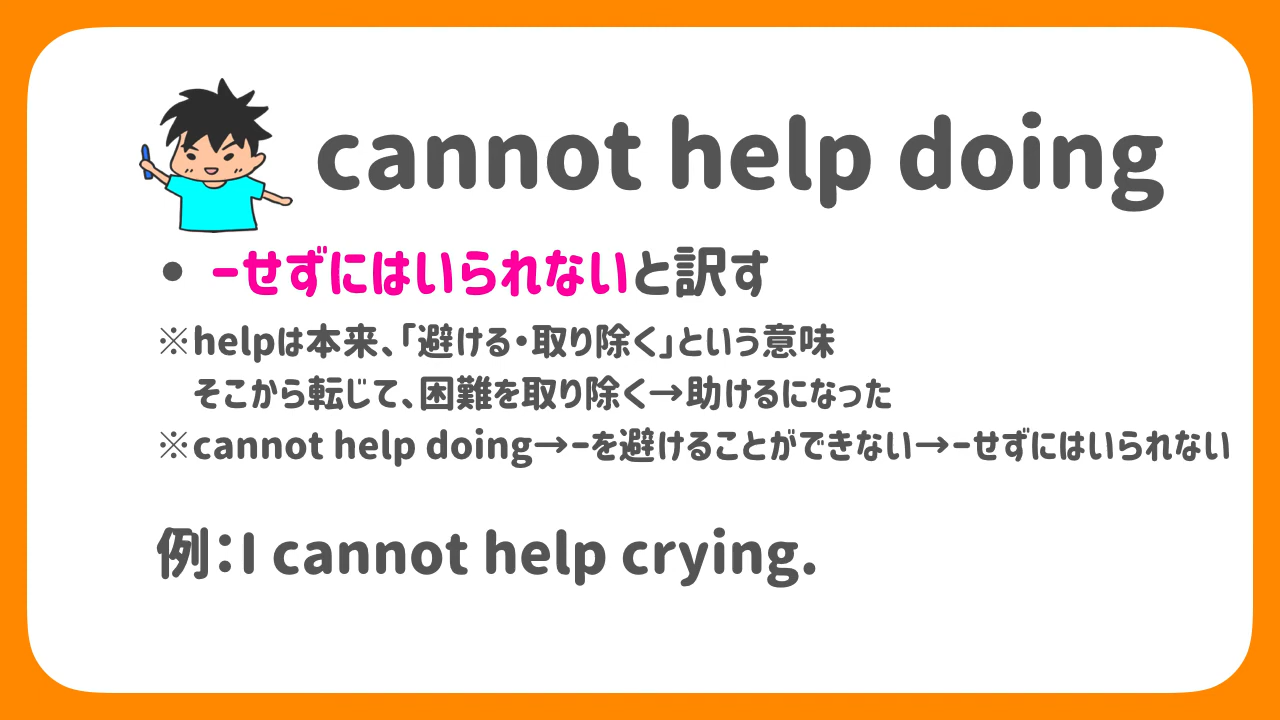 cannot help doing
• -せずにはいられないと訳す
※helpは本来、「避ける・取り除く」という意味
そこから転じて、困難を取り除く→助けるになった
※cannot help doing→-を避けることができない→-せずにはいられない
例：I cannot help crying.